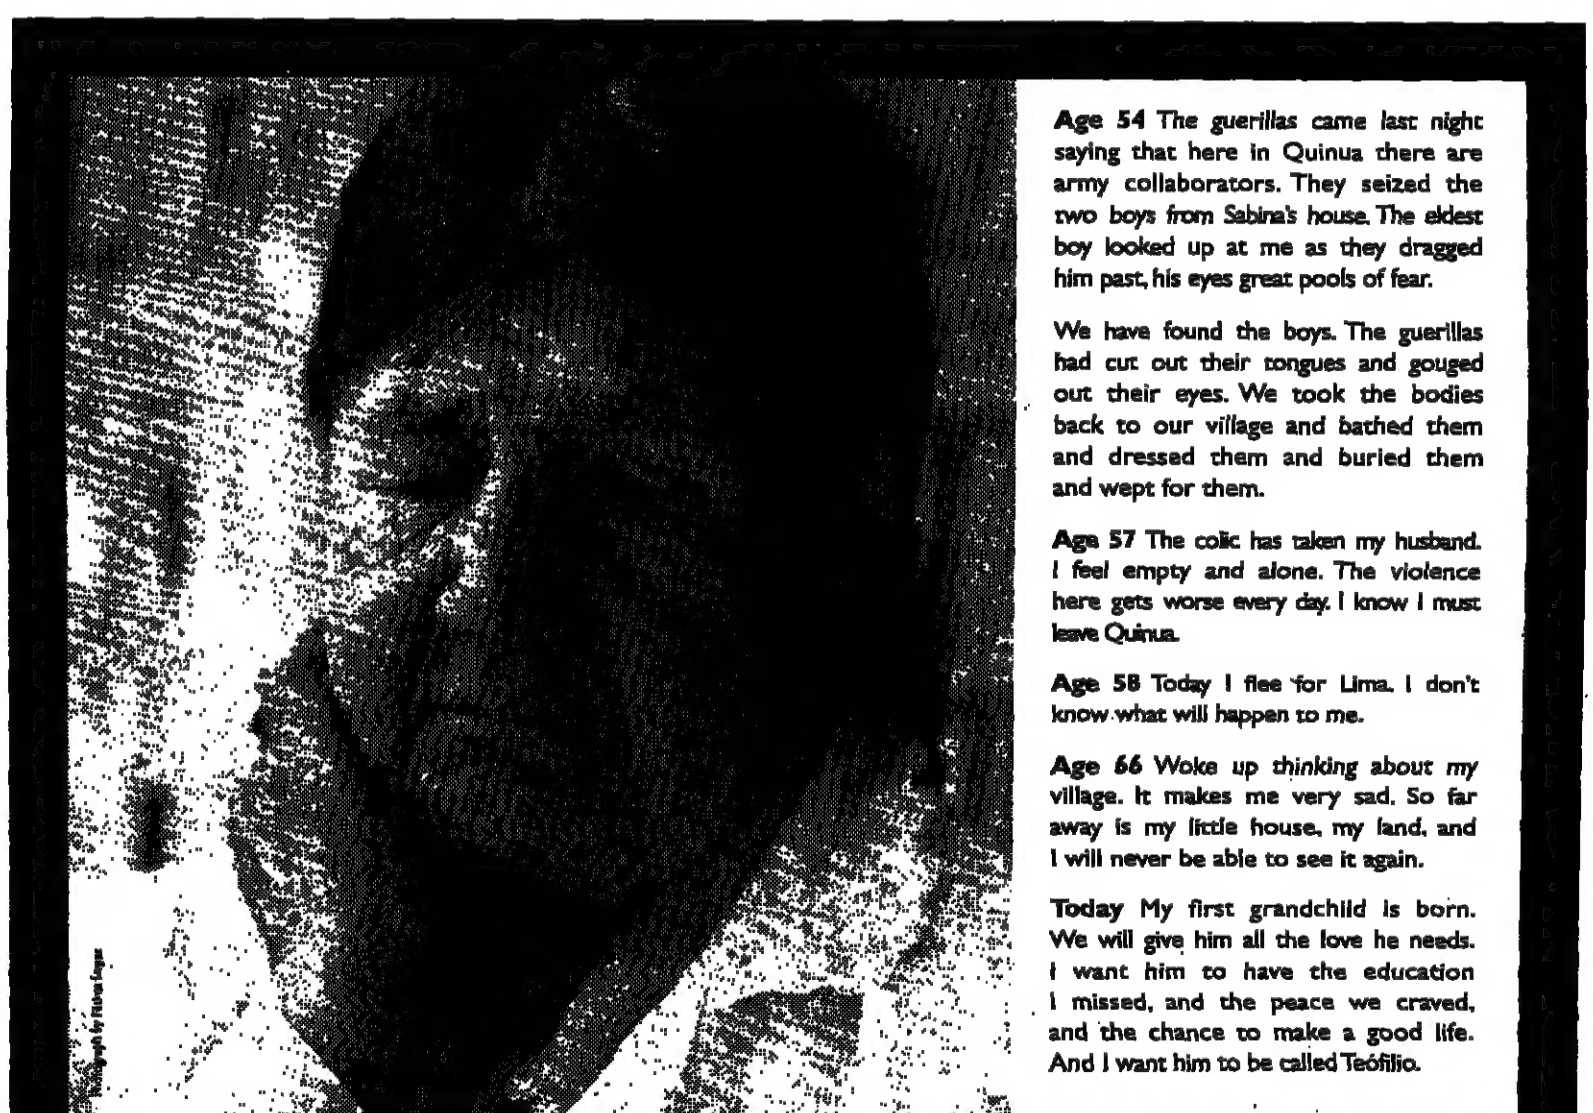 Age 54 The guerillas came last night
saying that here in Quinua there are
army collaborators. They seized the
two boys from Sabina's house. The eldest
boy looked up at me as they dragged
him past, his eyes great pools of fear.
We have found the boys. The guerillas
had cut out their tongues and gouged
out their eyes. We took the bodies
back to our village and bathed them
and dressed them and buried them
and wept for them.
Age 57 The colic has taken my husband.
I feel empty and alone. The violence
here gets worse every day. I know I must
leave Quinua.
Age 58 Today I flee for Lima. I don't
know what will happen to me.
Age 66 Woke up thinking about my
village. It makes me very sad. So far
away is my little house, my land, and
I will never be able to see it again.
Today My first grandchild is born.
We will give him all the love he needs.
I want him to have the education
I missed, and the peace we craved,
and the chance to make a good life.
And I want him to be called Teófilio.
Photograph by